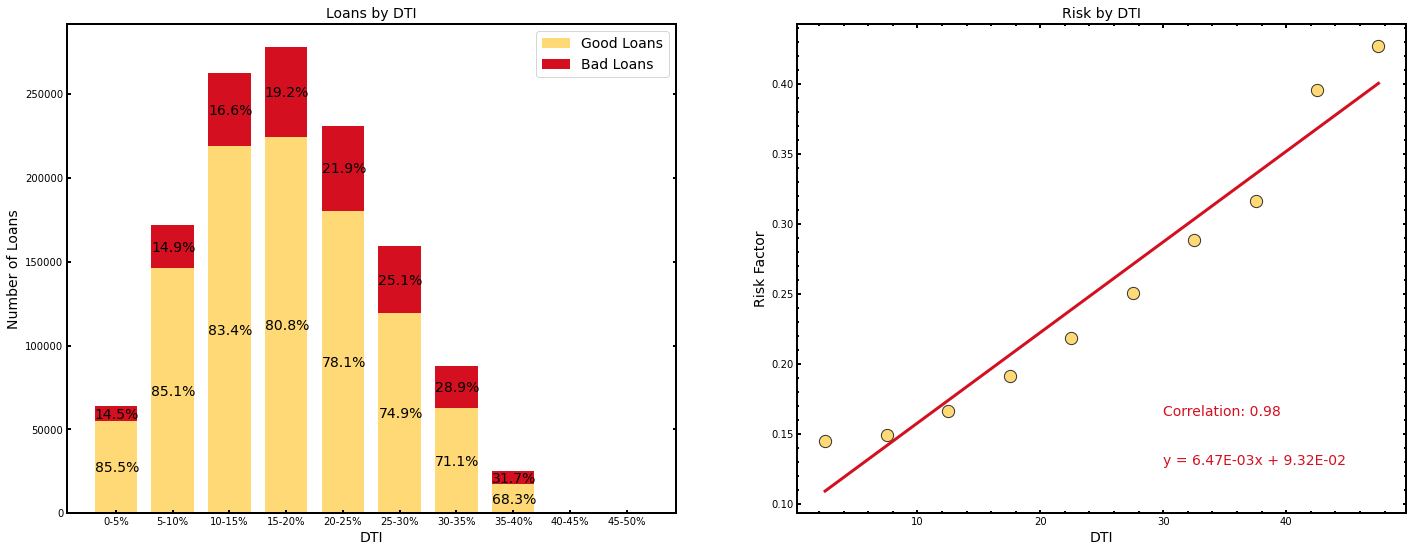 Loans by DTI
Good Loans
Bad Loans
Number of Loans
250000
200000
150000
100000
50000
0
14.5%
85.5%
14.9%
85.1%
16.6%
83.4%
19.2%
80.8%
21.9%
78.1%
25.1%
74.9%
28.9%
71.1%
31.7%
68.3%
0-5% 5-10% 10-15% 15-20% 20-25% 25-30% 30-35% 35-40% 40-45% 45-50%
DTI
Risk by DTI
Risk Factor
0.40
0.35
0.30
0.25
0.20
0.15
0.10
Correlation: 0.98
y = 6.47E-03x + 9.32E-02
10 20 30 40
DTI